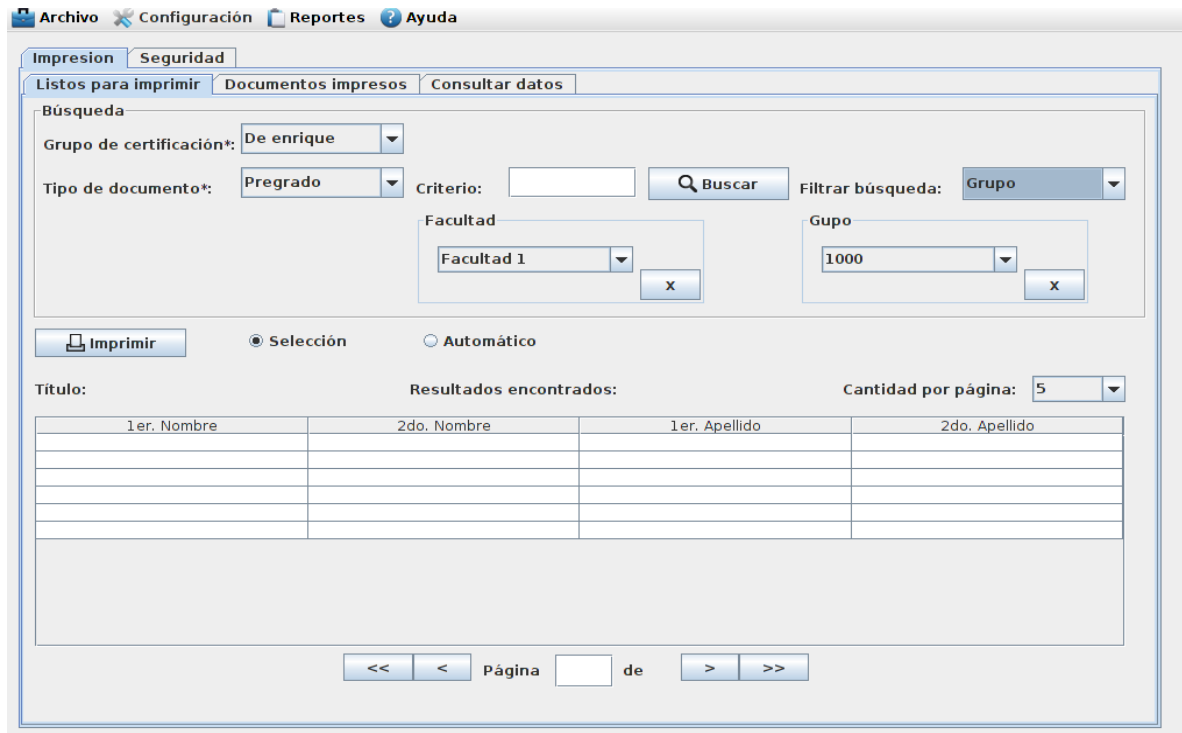 Archivo Configuración Reportes Ayuda
Impresion Seguridad
Listos para imprimir Documentos impresos Consultar datos
Búsqueda
Grupo de certificación*: De enrique
Tipo de documento*: Pregrado Criterio: Buscar Filtrar búsqueda: Grupo
Facultad Gupo
Facultad 1 1000
x x
Imprimir Selección Automático
Título: Resultados encontrados: Cantidad por página: 5
1er. Nombre 2do. Nombre 1er. Apellido 2do. Apellido
<< < Página de > >>